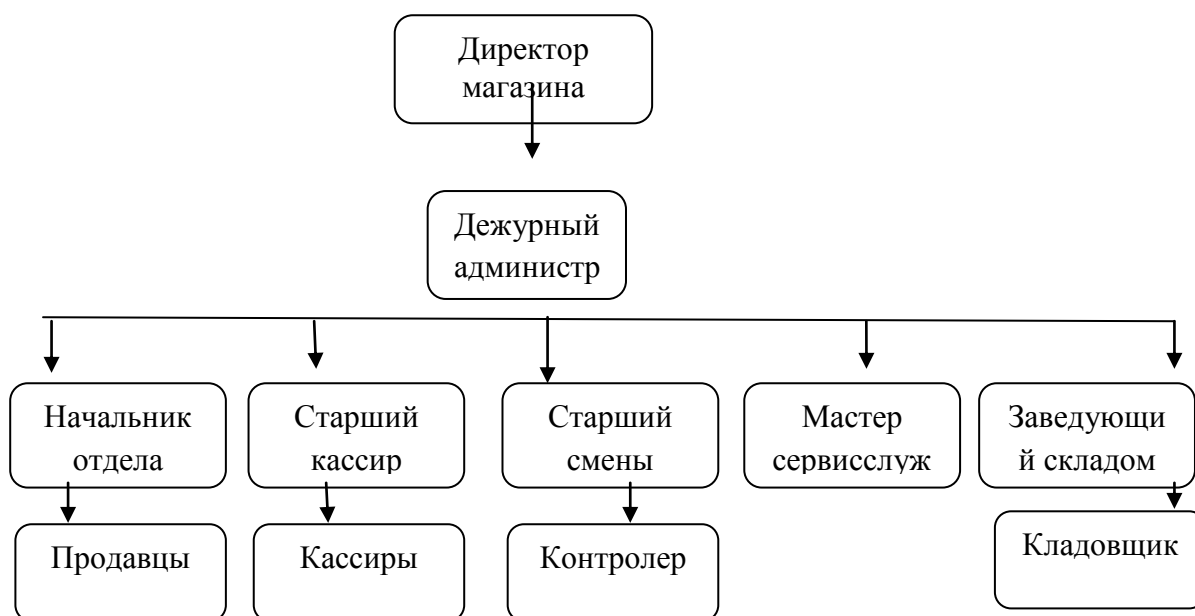 Директор
магазина
Дежурный
администр
Начальник
отдела
Старший
кассир
Старший
смены
Мастер
сервисслуж
Заведующи
й складом
Продавцы
Кассиры
Контролер
Кладовщик